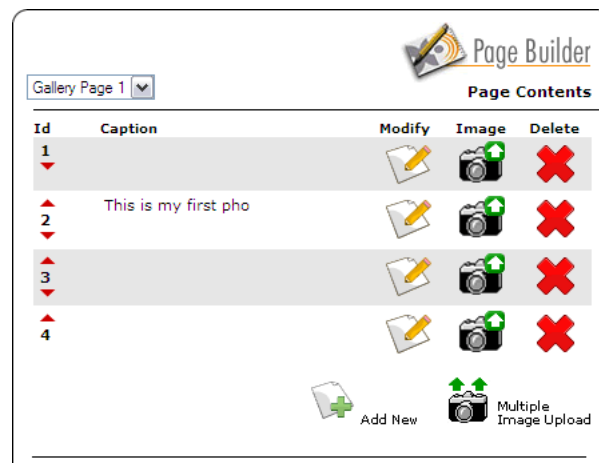 Page Builder
Gallery Page 1
Page Contents
Id Caption Modify Image Delete
1
2 This is my first pho
3
4
Add New
Multiple
Image Upload